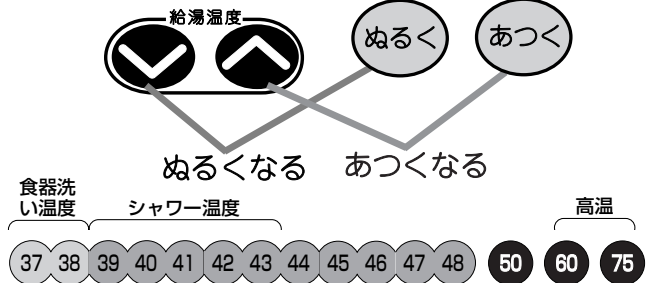 給湯温度
ぬるく
あつく
ぬるくなる
あつくなる
食器洗
い温度
シャワー温度
高温
37 38 39 40 41 42 43 44 45 46 47 48 50 60 75